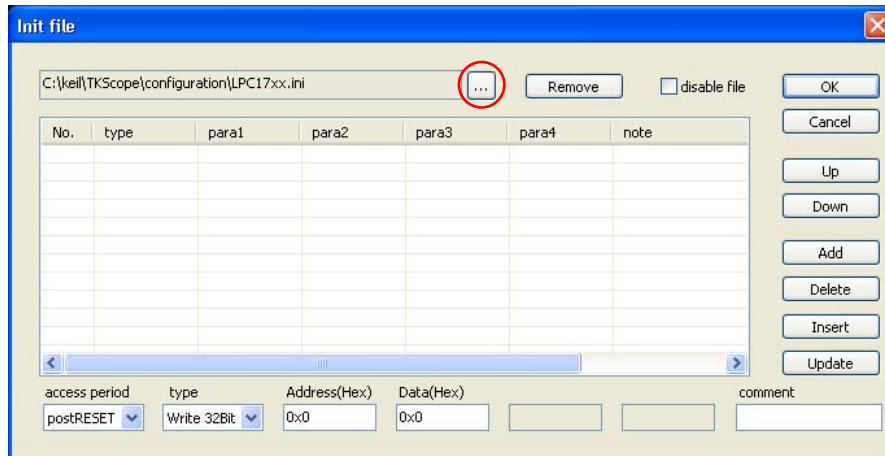 Init file
C:\keil\TKScope\configuration\LPC17xx.ini
...
Remove
disable file
OK
Cancel
No. type para1 para2 para3 para4 note
Up
Down
Add
Delete
Insert
Update
access period type Address(Hex) Data(Hex) comment
postRESET Write 32Bit 0x0 0x0